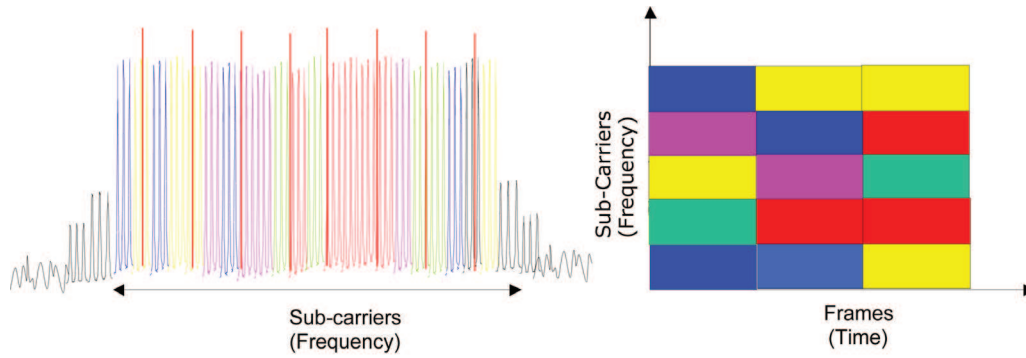 Sub-carriers
(Frequency)
Sub-Carriers
(Frequency)
Frames
(Time)